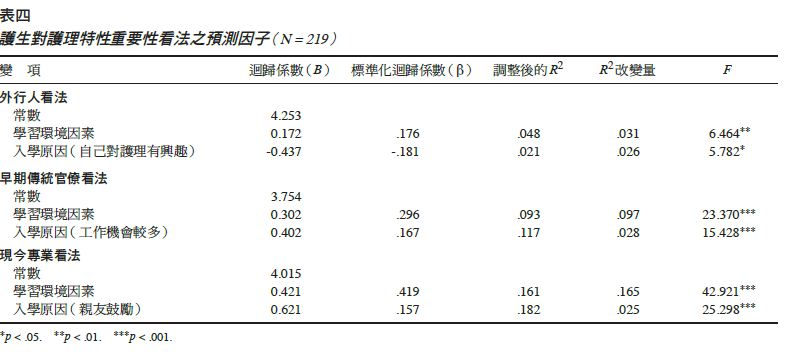 表四
護生對護理特性重要性看法之預測因子（N = 219）
變　項 迴歸係數（B） 標準化迴歸係數（β） 調整後的R² R²改變量 F
外行人看法
常數 4.253
學習環境因素 0.172 .176 .048 .031 6.464**
入學原因（自己對護理有興趣） -0.437 -.181 .021 .026 5.782*
早期傳統官僚看法
常數 3.754
學習環境因素 0.302 .296 .093 .097 23.370***
入學原因（工作機會較多） 0.402 .167 .117 .028 15.428***
現今專業看法
常數 4.015
學習環境因素 0.421 .419 .161 .165 42.921***
入學原因（親友鼓勵） 0.621 .157 .182 .025 25.298***
*p < .05. **p < .01. ***p < .001.